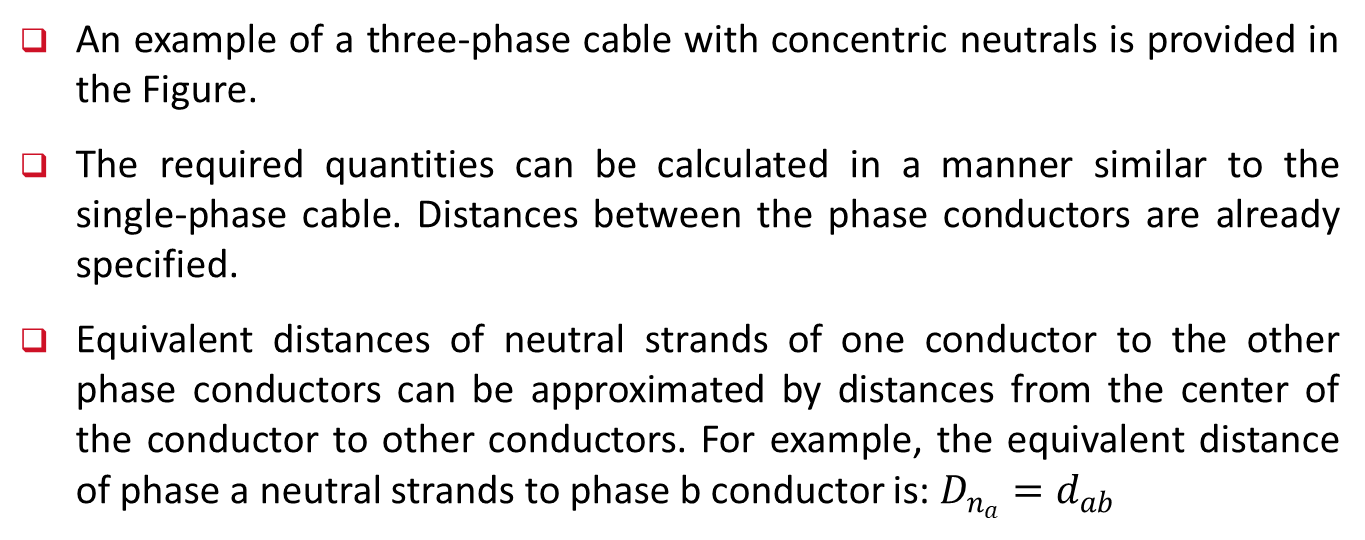 ❑ An example of a three-phase cable with concentric neutrals is provided in
the Figure.
❑ The required quantities can be calculated in a manner similar to the
single-phase cable. Distances between the phase conductors are already
specified.
❑ Equivalent distances of neutral strands of one conductor to the other
phase conductors can be approximated by distances from the center of
the conductor to other conductors. For example, the equivalent distance
of phase a neutral strands to phase b conductor is: $D_{n_a} = d_{ab}$